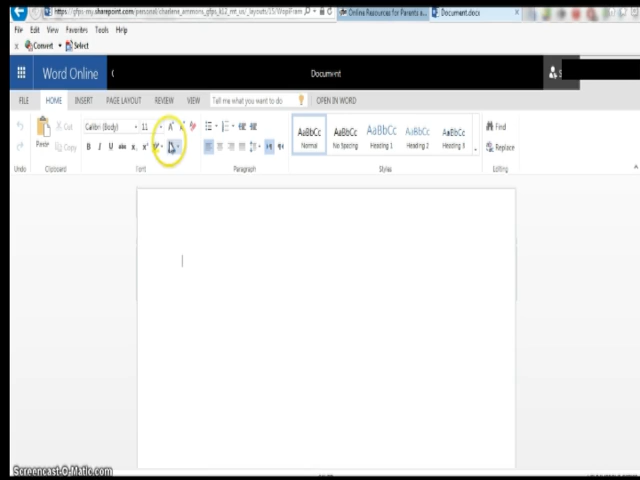 Online Resources for Parents a... Document.docx
File Edit View Favorites Tools Help
x Convert Select
Word Online Document
FILE HOME INSERT PAGE LAYOUT REVIEW VIEW Tell me what you want to do OPEN IN WORD
Cut Calibri (Body) 11 AaBbCc AaBbCc AaBbCc AaBbCc AaBbCc Find
Paste Copy B I U abc Normal No Spacing Heading 1 Heading 2 Heading 3 Replace
Undo Clipboard Font Paragraph Styles Editing
Screencast-O-Matic.com